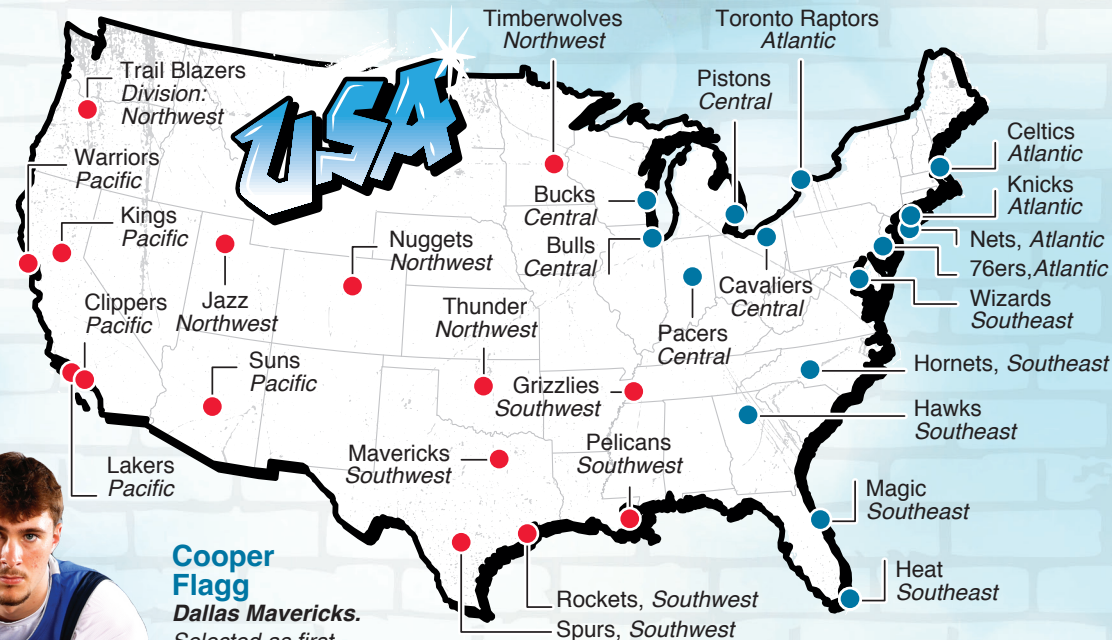 Timberwolves
Northwest
Toronto Raptors
Atlantic
Trail Blazers
Division:
Northwest
USA
Pistons
Central
Celtics
Atlantic
Warriors
Pacific
Knicks
Atlantic
Bucks
Central
Kings
Pacific
Nuggets
Northwest
Bulls
Central
Nets, Atlantic
76ers,Atlantic
Cavaliers
Central
Wizards
Southeast
Clippers
Pacific
Jazz
Northwest
Thunder
Northwest
Pacers
Central
Suns
Pacific
Grizzlies
Southwest
Hornets, Southeast
Hawks
Southeast
Mavericks
Southwest
Pelicans
Southwest
Lakers
Pacific
Magic
Southeast
Cooper
Flagg
Dallas Mavericks.
Selected as first
Heat
Southeast
Rockets, Southwest
Spurs, Southwest